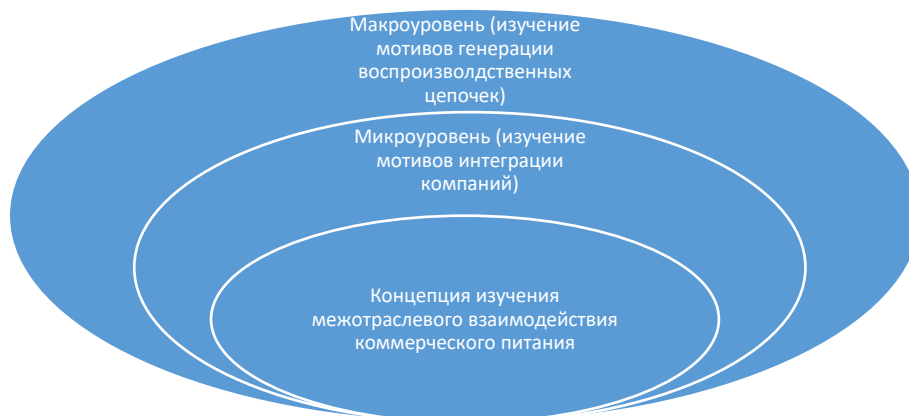 Макроуровень (изучение
мотивов генерации
воспроизволдственных
цепочек)
Микроуровень (изучение
мотивов интеграции
компаний)
Концепция изучения
межотраслевого взаимодействия
коммерческого питания